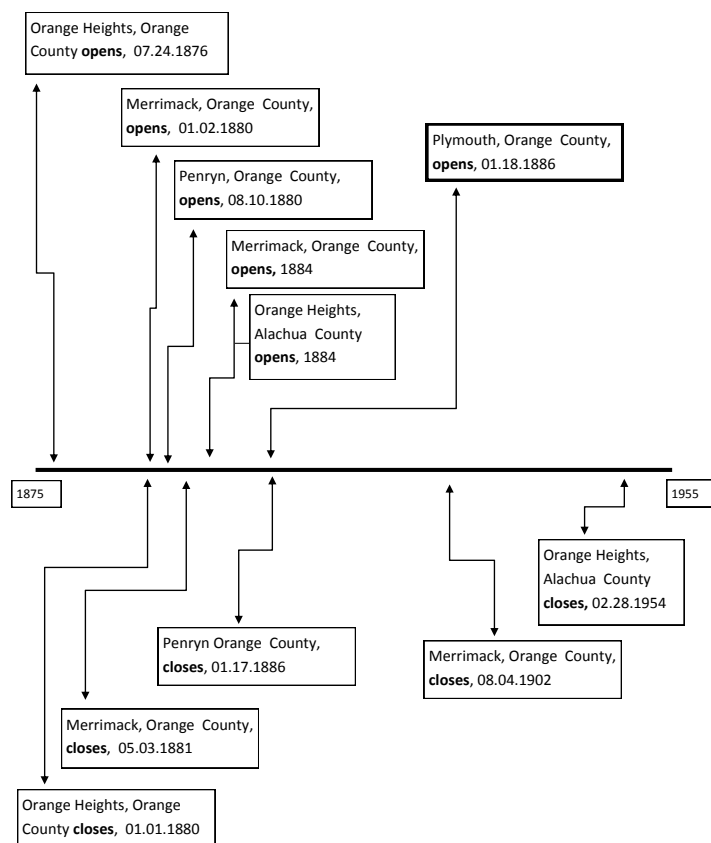 Orange Heights, Orange
County opens, 07.24.1876
Merrimack, Orange County,
opens, 01.02.1880
Plymouth, Orange County,
opens, 01.18.1886
Penryn, Orange County,
opens, 08.10.1880
Merrimack, Orange County,
opens, 1884
Orange Heights,
Alachua County
opens, 1884
1875
1955
Orange Heights,
Alachua County
closes, 02.28.1954
Penryn Orange County,
closes, 01.17.1886
Merrimack, Orange County,
closes, 08.04.1902
Merrimack, Orange County,
closes, 05.03.1881
Orange Heights, Orange
County closes, 01.01.1880